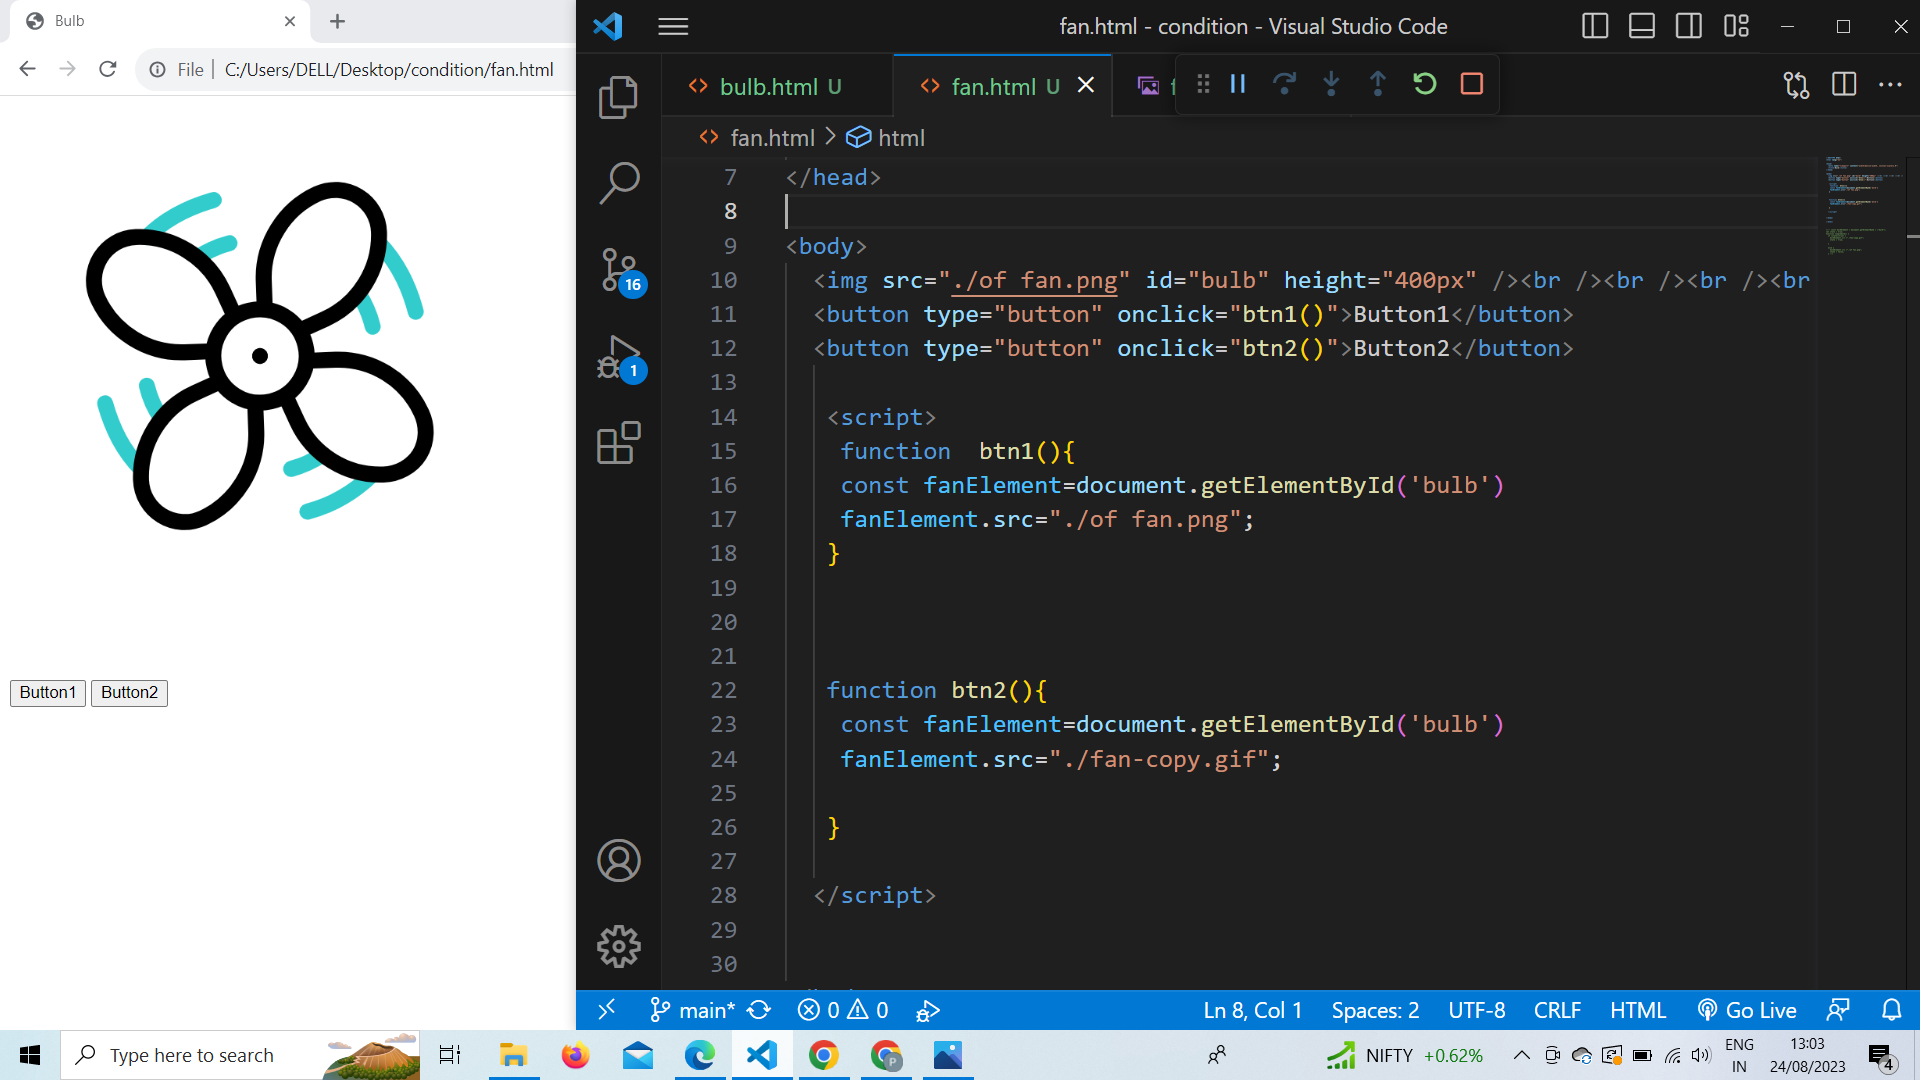 Bulb
fan.html - condition - Visual Studio Code
File
C:/Users/DELL/Desktop/condition/fan.html
bulb.html U
fan.html U
fan.html > html
7 </head>
8
9 <body>
10 <img src="./of fan.png" id="bulb" height="400px" /><br /><br /><br /><br
11 <button type="button" onclick="btn1()">Button1</button>
12 <button type="button" onclick="btn2()">Button2</button>
13
14 <script>
15 function  btn1(){
16 const fanElement=document.getElementById('bulb')
17 fanElement.src="./of fan.png";
18 }
19
20
21
22 function btn2(){
23 const fanElement=document.getElementById('bulb')
24 fanElement.src="./fan-copy.gif";
25
26 }
27
28 </script>
29
30
16
1
Button1
Button2
main*
0
0
Ln 8, Col 1
Spaces: 2
UTF-8
CRLF
HTML
Go Live
Type here to search
P
NIFTY +0.62%
ENG
IN
13:03
24/08/2023
4